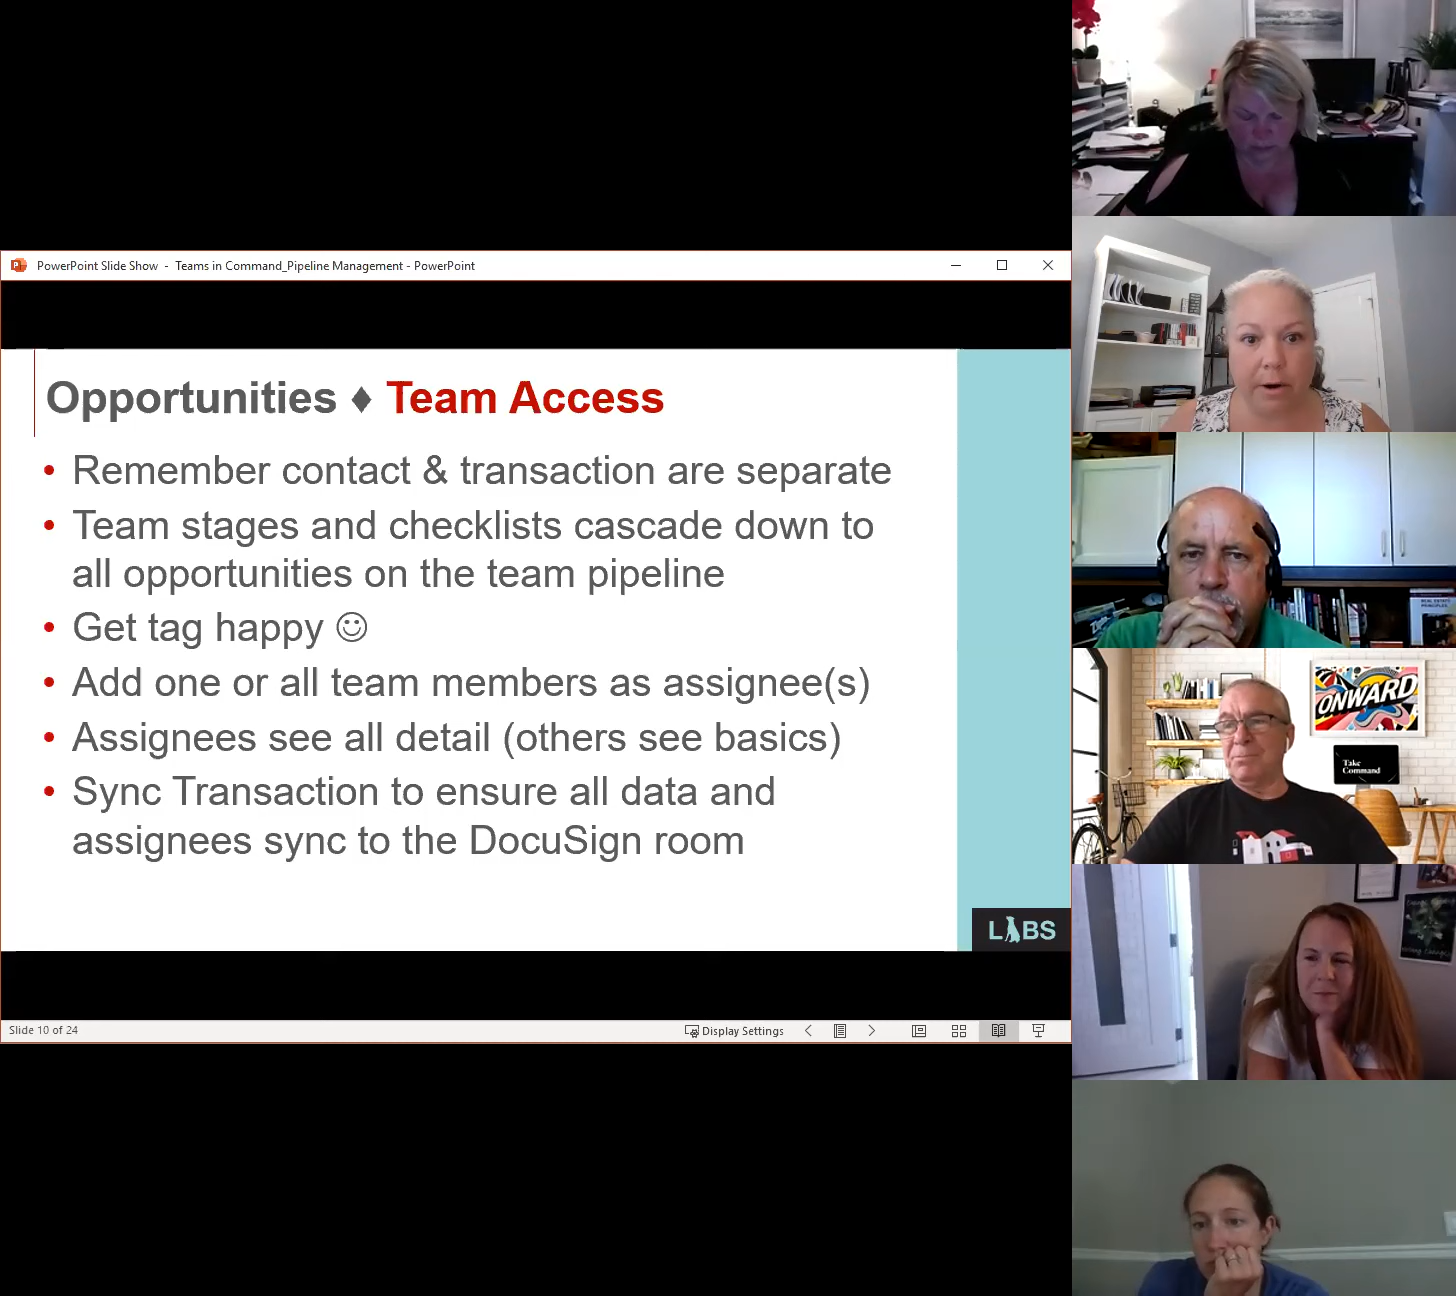 PowerPoint Slide Show - Teams in Command_Pipeline Management - PowerPoint
Opportunities ♦ Team Access
• Remember contact & transaction are separate
• Team stages and checklists cascade down to
all opportunities on the team pipeline
• Get tag happy ☺
• Add one or all team members as assignee(s)
• Assignees see all detail (others see basics)
• Sync Transaction to ensure all data and
assignees sync to the DocuSign room
LABS
Slide 10 of 24
Display Settings
REAL ESTATE
PRINCIPLES
ONWARD
Take
Command